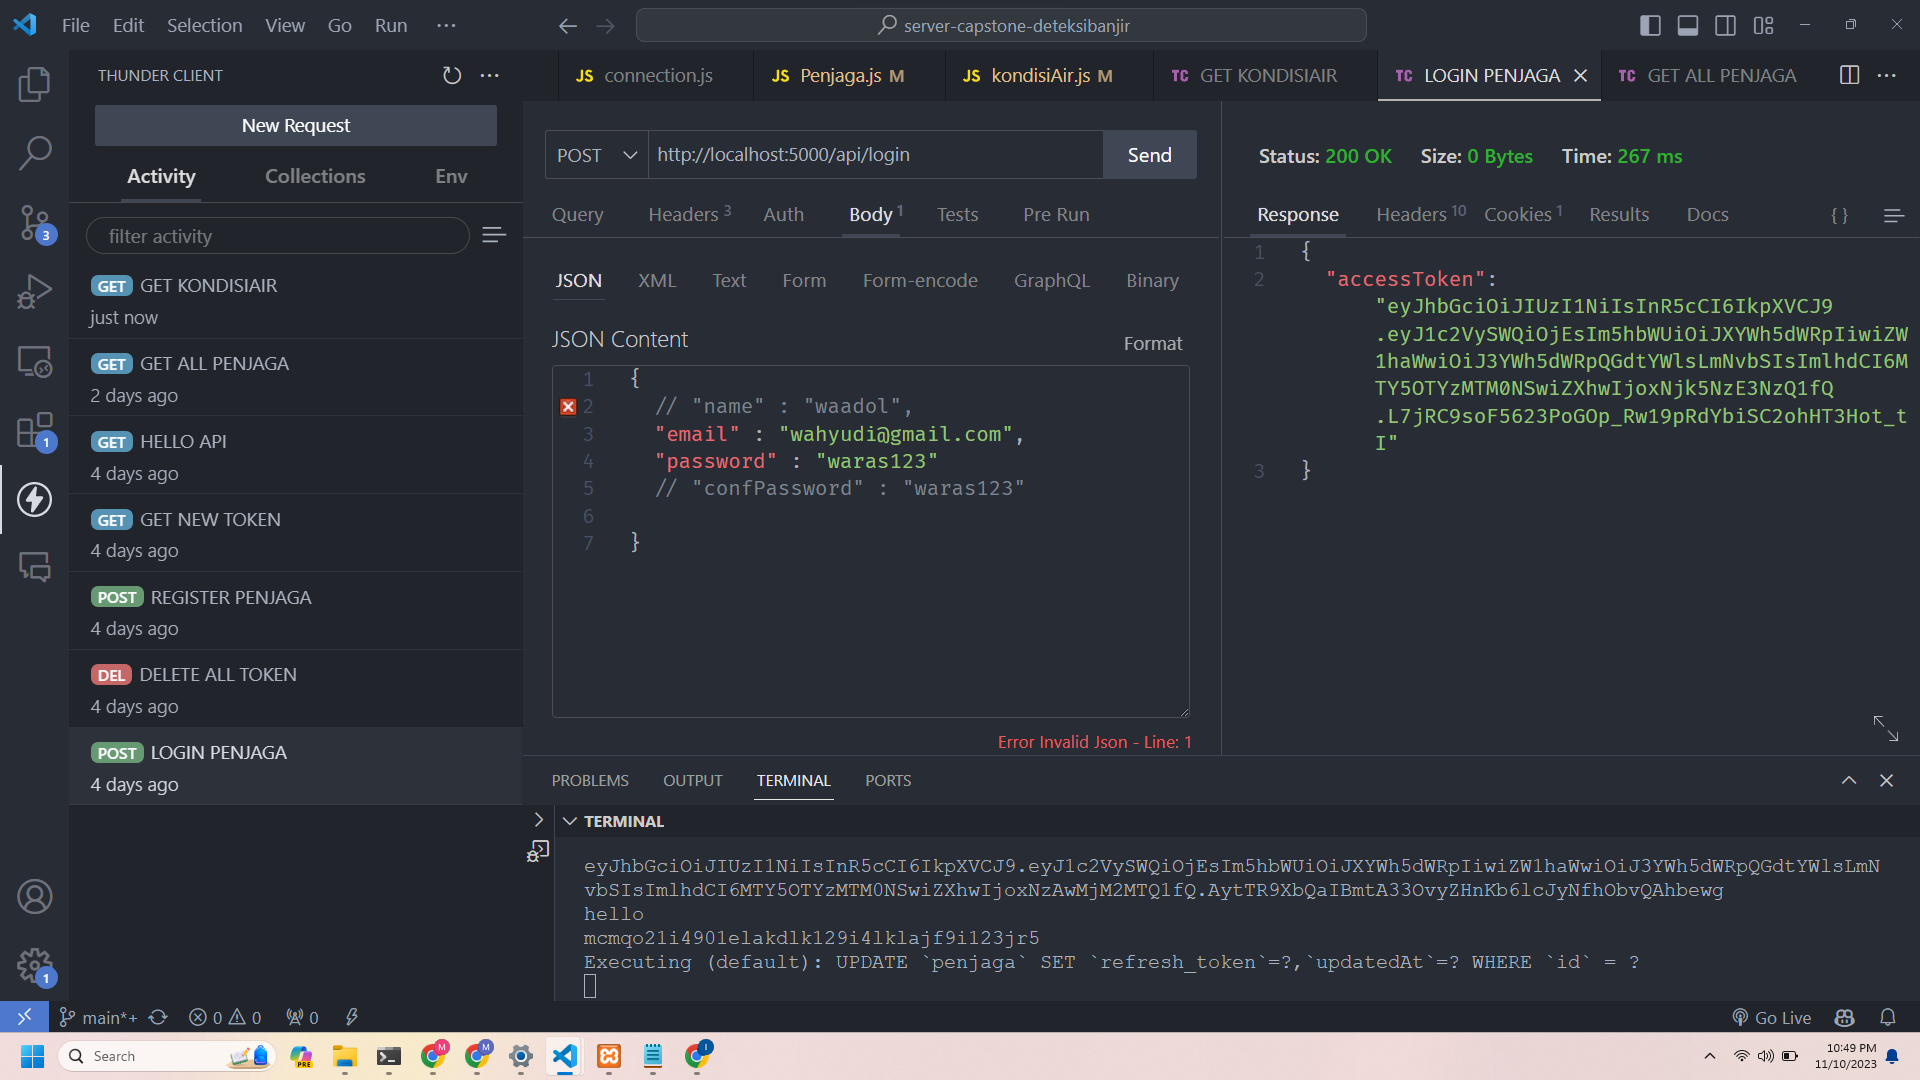 File Edit Selection View Go Run ···
server-capstone-deteksibanjir
THUNDER CLIENT
New Request
Activity Collections Env
filter activity
GET GET KONDISIAIR
just now
GET GET ALL PENJAGA
2 days ago
GET HELLO API
4 days ago
GET GET NEW TOKEN
4 days ago
POST REGISTER PENJAGA
4 days ago
DEL DELETE ALL TOKEN
4 days ago
POST LOGIN PENJAGA
4 days ago
3
1
1
JS connection.js
JS Penjaga.js M
JS kondisiAir.js M
TC GET KONDISIAIR
TC LOGIN PENJAGA
TC GET ALL PENJAGA
POST http://localhost:5000/api/login Send
Query Headers 3 Auth Body 1 Tests Pre Run
JSON XML Text Form Form-encode GraphQL Binary
JSON Content
Format
1 {
2 // "name" : "waadol",
3 "email" : "wahyudi@gmail.com",
4 "password" : "waras123"
5 // "confPassword" : "waras123"
6
7 }
Error Invalid Json - Line: 1
Status: 200 OK Size: 0 Bytes Time: 267 ms
Response Headers 10 Cookies 1 Results Docs { }
1 {
2 "accessToken":
"eyJhbGciOiJIUzI1NiIsInR5cCI6IkpXVCJ9
.eyJ1c2VySWQiOjEsIm5hbWUiOiJXYWh5dWRpIiwiZW
1haWwiOiJ3YWh5dWRpQGdtYWlsLmNvbSIsImlhdCI6M
TY5OTYzMTM0NSwiZXhwIjoxNjk5NzE3NzQ1fQ
.L7jRC9soF5623PoGOp_Rw19pRdYbiSC2ohHT3Hot_t
I"
3 }
PROBLEMS OUTPUT TERMINAL PORTS
TERMINAL
eyJhbGciOiJIUzI1NiIsInR5cCI6IkpXVCJ9.eyJ1c2VySWQiOjEsIm5hbWUiOiJXYWh5dWRpIiwiZW1haWwiOiJ3YWh5dWRpQGdtYWlsLmN
vbSIsImlhdCI6MTY5OTYzMTM0NSwiZXhwIjoxNzAwMjM2MTQ1fQ.AytTR9XbQaIBmtA33OvyZHnKb6lcJyNfhObvQAhbewg
hello
mcmqo21i4901elakdlk129i4lklajf9i123jr5
Executing (default): UPDATE `penjaga` SET `refresh_token`=?,`updatedAt`=? WHERE `id` = ?
main*+ 0 0 0 Go Live
Search
PRE
M
M
I
10:49 PM
11/10/2023